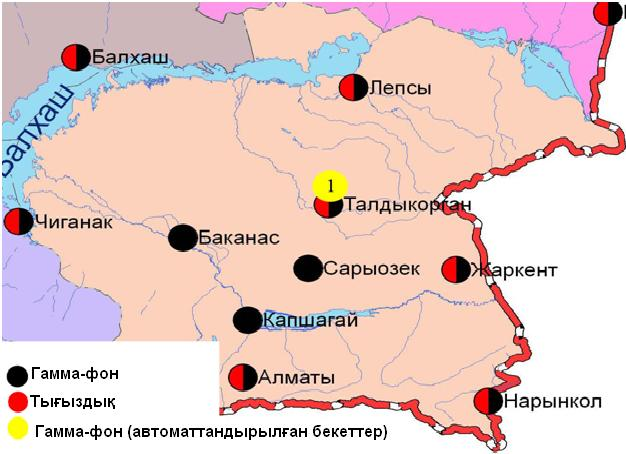 Балхаш
Лепсы
Балхаш
1
Талдыкорган
Чиганак
Баканас
Сарыозек
Жаркент
Капшагай
Алматы
Нарынкол
Гамма-фон
Тығыздық
Гамма-фон (автоматтандырылған бекеттер)